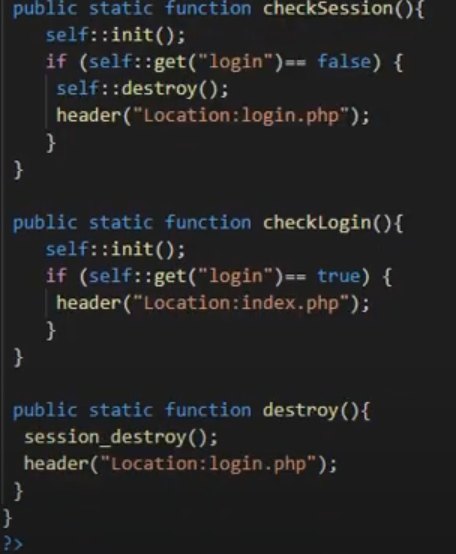 public static function checkSession(){
self::init();
if (self::get("login")== false) {
self::destroy();
header("Location:login.php");
}
}
public static function checkLogin(){
self::init();
if (self::get("login")== true) {
header("Location:index.php");
}
}
public static function destroy(){
session_destroy();
header("Location:login.php");
}
}
?>